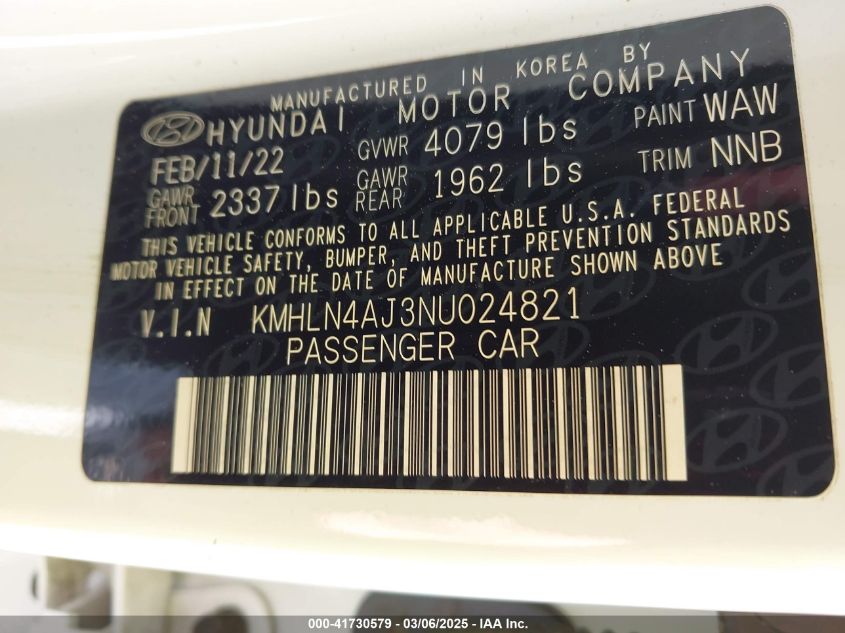 MANUFACTURED IN KOREA BY
HYUNDAI MOTOR COMPANY
FEB/11/22 GVWR 4079 lbs PAINT WAW
GAWR FRONT 2337 lbs GAWR REAR 1962 lbs TRIM NNB
THIS VEHICLE CONFORMS TO ALL APPLICABLE U.S.A. FEDERAL
MOTOR VEHICLE SAFETY, BUMPER, AND THEFT PREVENTION STANDARDS
IN EFFECT ON THE DATE OF MANUFACTURE SHOWN ABOVE
V.I.N KMHLN4AJ3NU024821
PASSENGER CAR
000-41730579 - 03/06/2025 - IAA Inc.